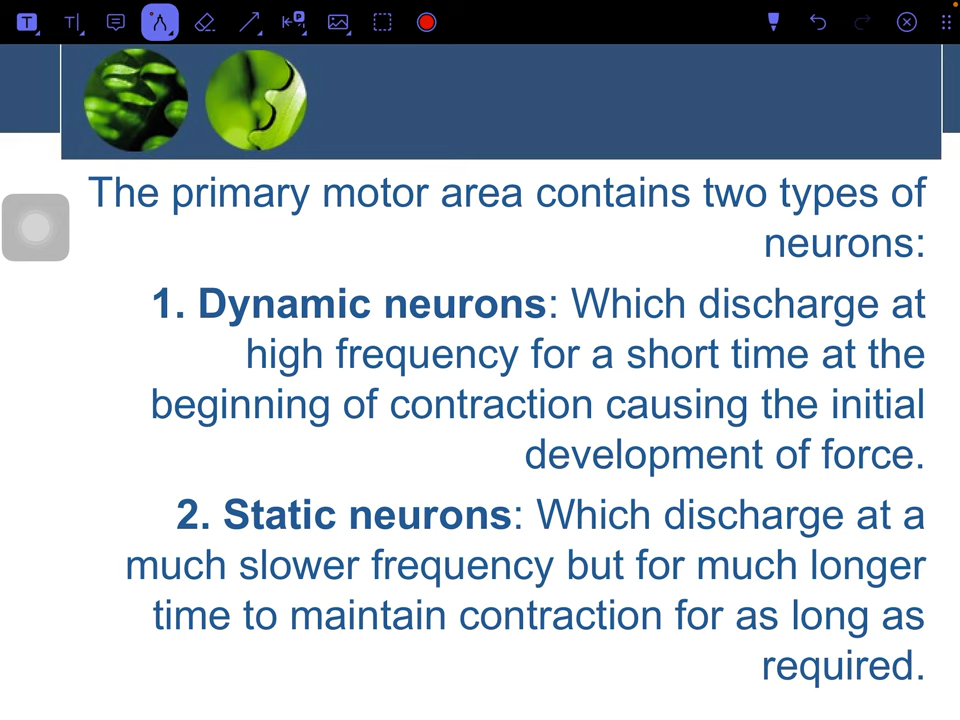 The primary motor area contains two types of
neurons:
1. Dynamic neurons: Which discharge at
high frequency for a short time at the
beginning of contraction causing the initial
development of force.
2. Static neurons: Which discharge at a
much slower frequency but for much longer
time to maintain contraction for as long as
required.